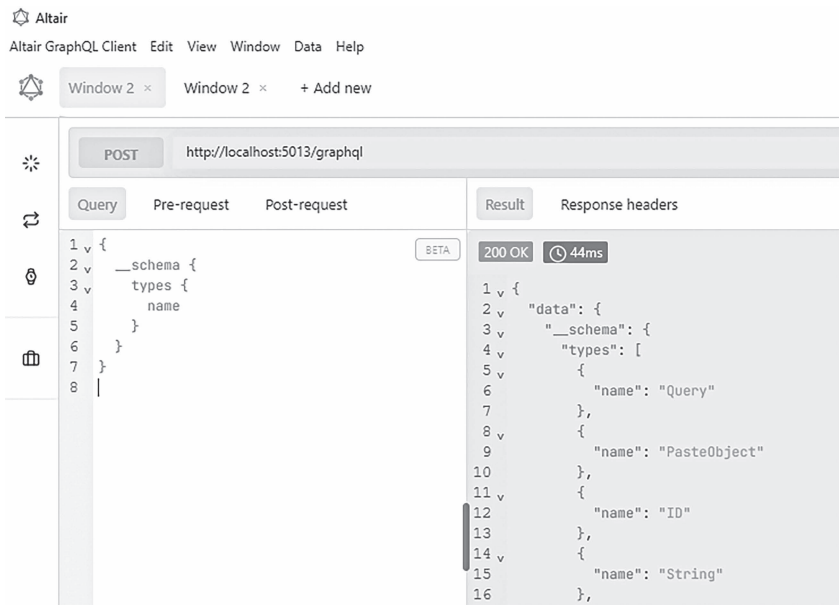 Altair
Altair GraphQL Client Edit View Window Data Help
Window 2 × Window 2 × + Add new
POST http://localhost:5013/graphql
Query Pre-request Post-request
BETA
1 {
2 __schema {
3 types {
4 name
5 }
6 }
7 }
8
Result Response headers
200 OK 44ms
1 {
2 "data": {
3 "__schema": {
4 "types": [
5 {
6 "name": "Query"
7 },
8 {
9 "name": "PasteObject"
10 },
11 {
12 "name": "ID"
13 },
14 {
15 "name": "String"
16 },